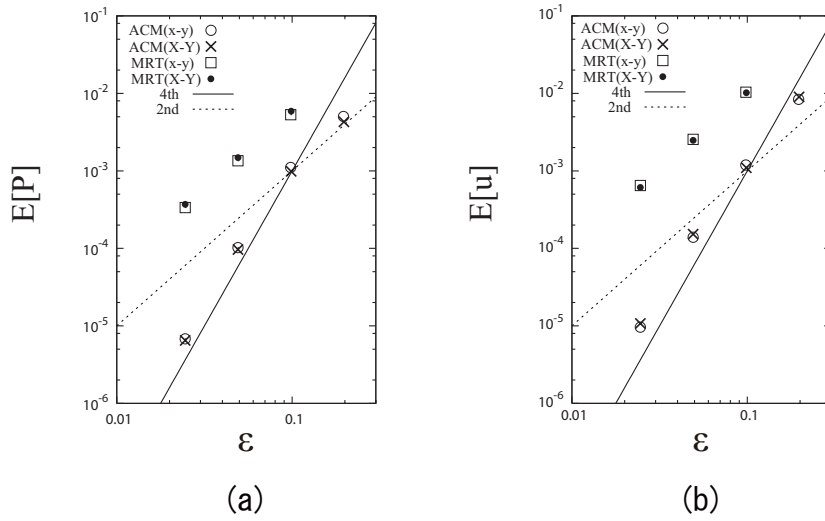 E[P]
10^-1
10^-2
10^-3
10^-4
10^-5
10^-6
ACM(x-y)
ACM(X-Y)
MRT(x-y)
MRT(X-Y)
4th
2nd
0.01
0.1
ε
(a)
E[u]
10^-1
10^-2
10^-3
10^-4
10^-5
10^-6
ACM(x-y)
ACM(X-Y)
MRT(x-y)
MRT(X-Y)
4th
2nd
0.01
0.1
ε
(b)